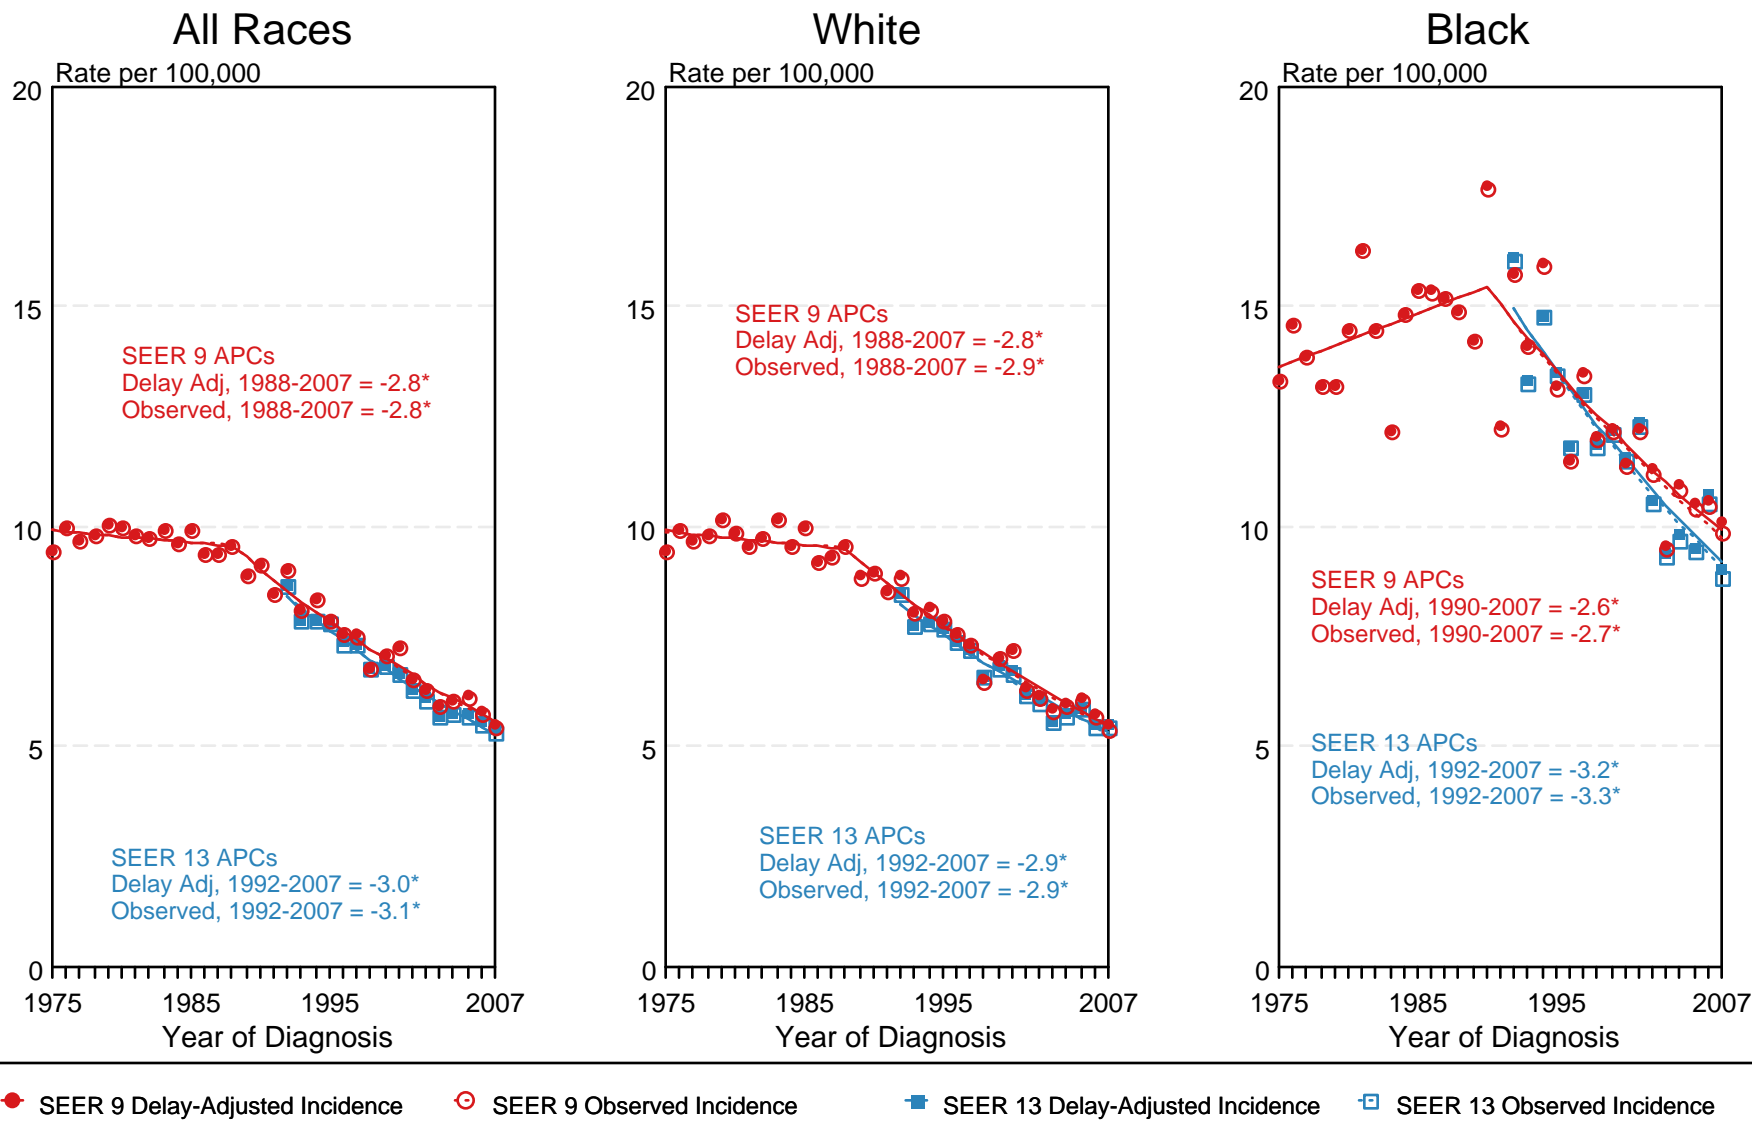 All Races
Rate per 100,000
20
15
10
5
0
SEER 9 APCs
Delay Adj, 1988-2007 = -2.8*
Observed, 1988-2007 = -2.8*
SEER 13 APCs
Delay Adj, 1992-2007 = -3.0*
Observed, 1992-2007 = -3.1*
1975 1985 1995 2007
Year of Diagnosis
White
Rate per 100,000
20
15
10
5
0
SEER 9 APCs
Delay Adj, 1988-2007 = -2.8*
Observed, 1988-2007 = -2.9*
SEER 13 APCs
Delay Adj, 1992-2007 = -2.9*
Observed, 1992-2007 = -2.9*
1975 1985 1995 2007
Year of Diagnosis
Black
Rate per 100,000
20
15
10
5
0
SEER 9 APCs
Delay Adj, 1990-2007 = -2.6*
Observed, 1990-2007 = -2.7*
SEER 13 APCs
Delay Adj, 1992-2007 = -3.2*
Observed, 1992-2007 = -3.3*
1975 1985 1995 2007
Year of Diagnosis
SEER 9 Delay-Adjusted Incidence SEER 9 Observed Incidence SEER 13 Delay-Adjusted Incidence SEER 13 Observed Incidence